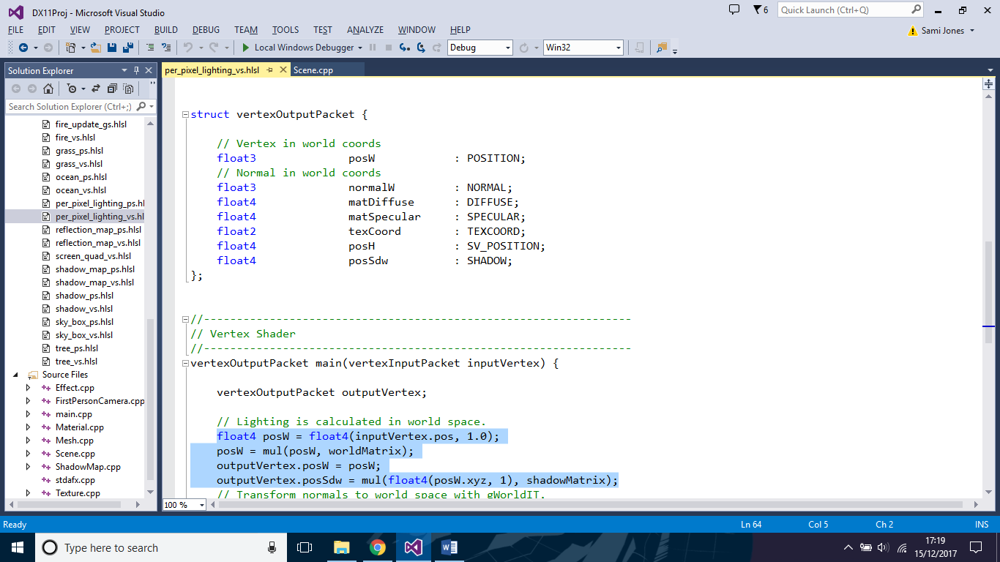 DX11Proj - Microsoft Visual Studio
6
Quick Launch (Ctrl+Q)
FILE EDIT VIEW PROJECT BUILD DEBUG TEAM TOOLS TEST ANALYZE WINDOW HELP
Sami Jones
Local Windows Debugger
Debug
Win32
Solution Explorer
Search Solution Explorer (Ctrl+;)
fire_update_gs.hlsl
fire_vs.hlsl
grass_ps.hlsl
grass_vs.hlsl
ocean_ps.hlsl
ocean_vs.hlsl
per_pixel_lighting_ps.hl
per_pixel_lighting_vs.hl
reflection_map_ps.hlsl
reflection_map_vs.hlsl
screen_quad_vs.hlsl
shadow_map_ps.hlsl
shadow_map_vs.hlsl
shadow_ps.hlsl
shadow_vs.hlsl
sky_box_ps.hlsl
sky_box_vs.hlsl
tree_ps.hlsl
tree_vs.hlsl
Source Files
Effect.cpp
FirstPersonCamera.cpp
main.cpp
Material.cpp
Mesh.cpp
Scene.cpp
ShadowMap.cpp
stdafx.cpp
Texture.cpp
per_pixel_lighting_vs.hlsl
Scene.cpp
struct vertexOutputPacket {
// Vertex in world coords
float3 posW : POSITION;
// Normal in world coords
float3 normalW : NORMAL;
float4 matDiffuse : DIFFUSE;
float4 matSpecular : SPECULAR;
float2 texCoord : TEXCOORD;
float4 posH : SV_POSITION;
float4 posSdw : SHADOW;
};
//-----------------------------------------------------------------
// Vertex Shader
//-----------------------------------------------------------------
vertexOutputPacket main(vertexInputPacket inputVertex) {
vertexOutputPacket outputVertex;
// Lighting is calculated in world space.
float4 posW = float4(inputVertex.pos, 1.0);
posW = mul(posW, worldMatrix);
outputVertex.posW = posW;
outputVertex.posSdw = mul(float4(posW.xyz, 1), shadowMatrix);
// Transform normals to world space with gWorldIT.
100 %
Ready
Ln 64 Col 5 Ch 2 INS
Type here to search
17:19
15/12/2017